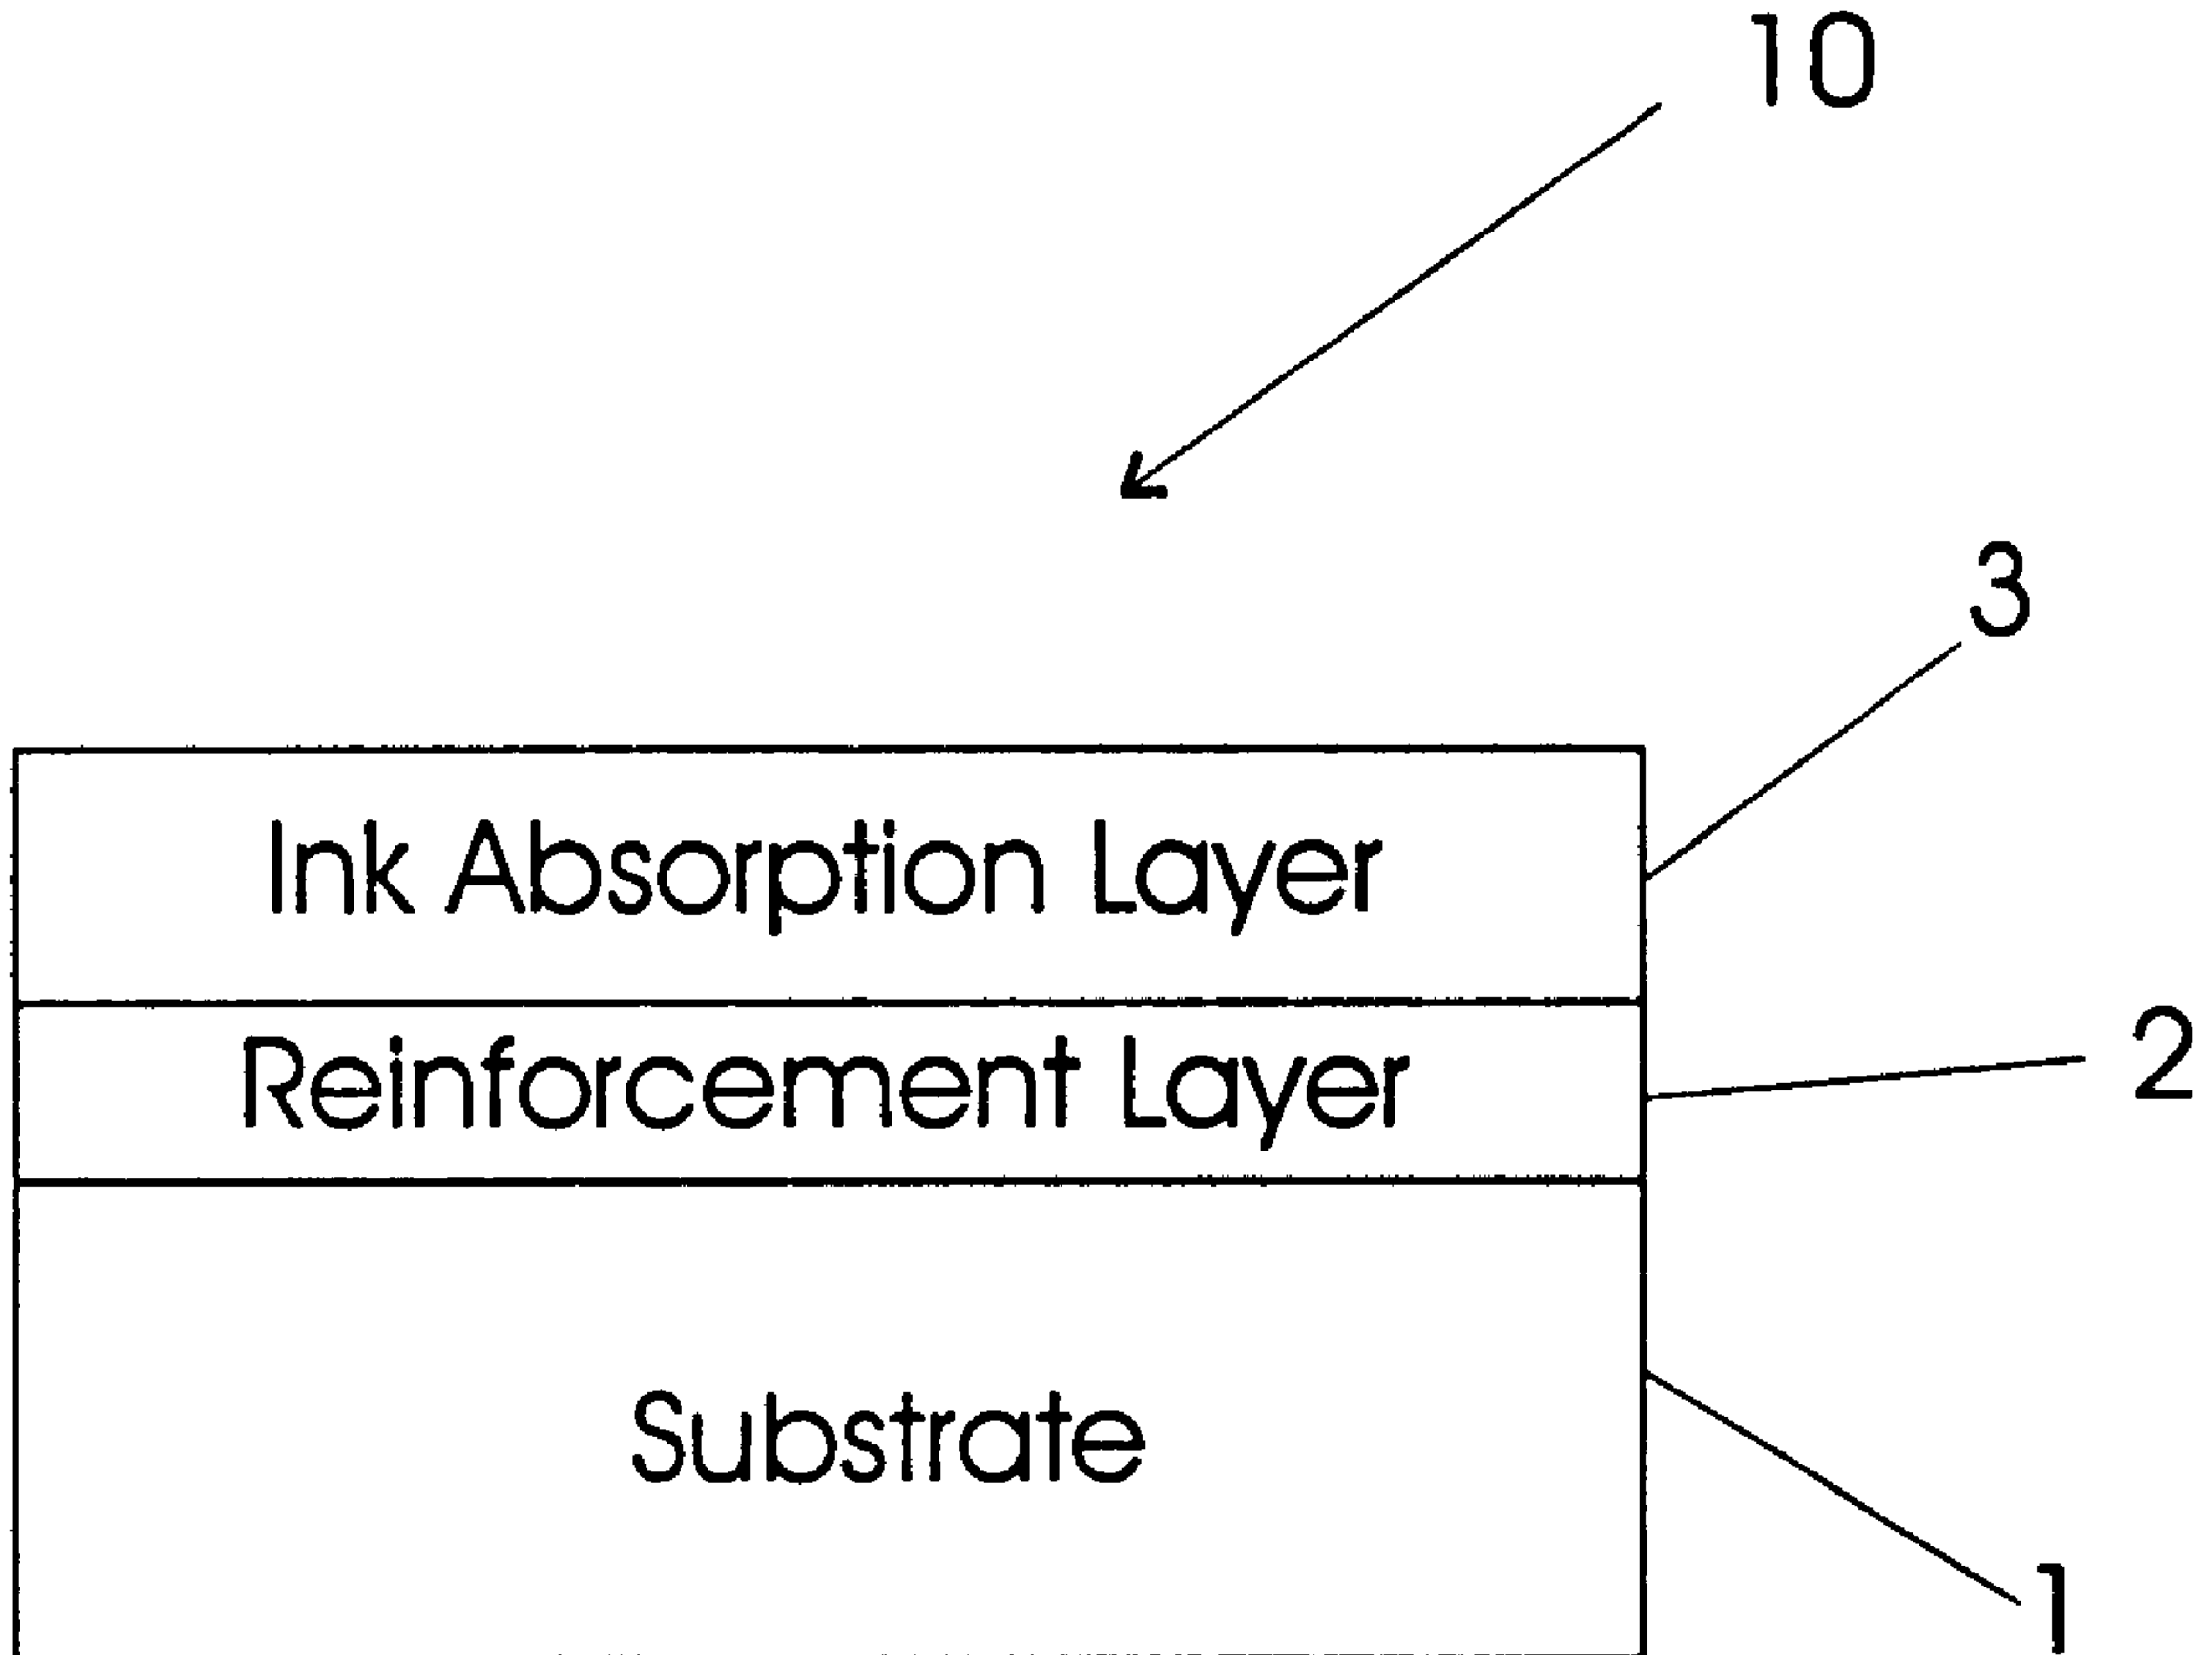 10
3
Ink Absorption Layer
Reinforcement Layer
2
Substrate
1